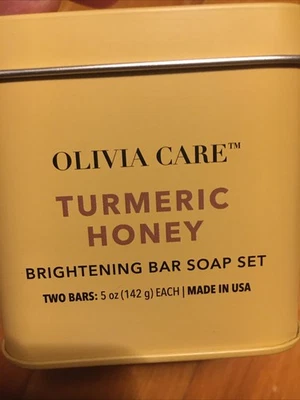 OLIVIA CARE™
TURMERIC
HONEY
BRIGHTENING BAR SOAP SET
TWO BARS: 5 oz (142 g) EACH | MADE IN USA